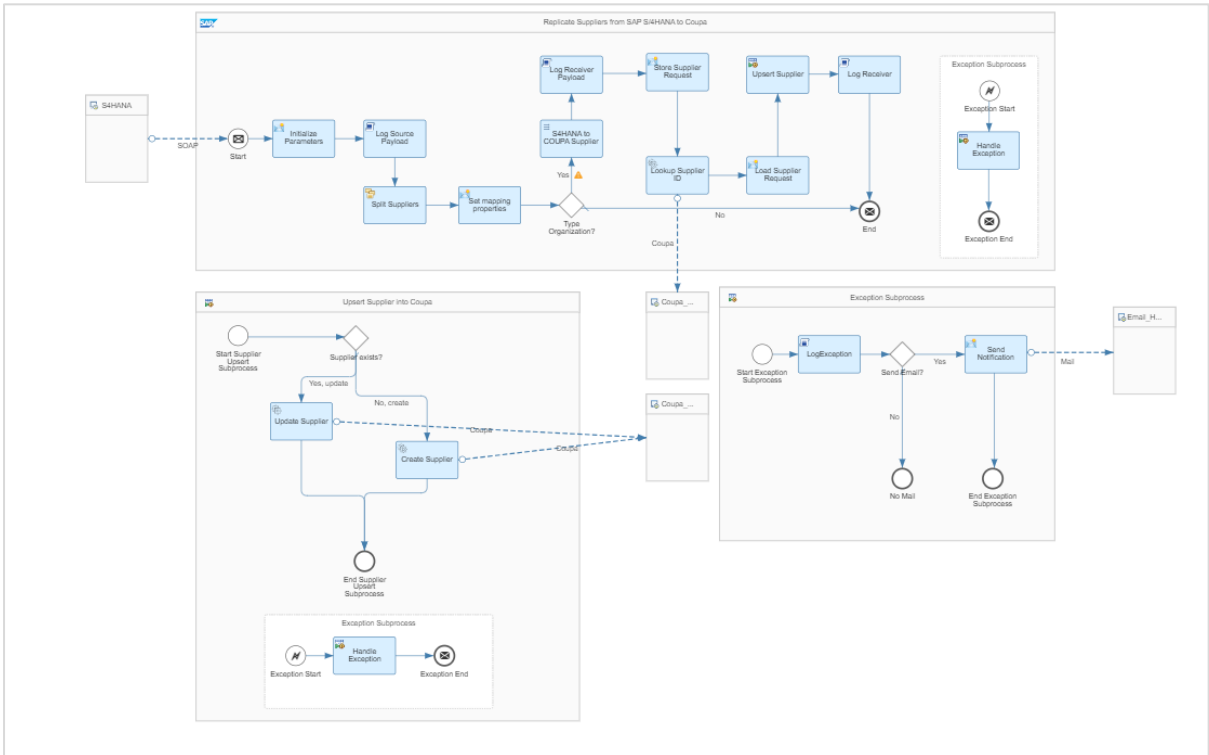 SAP
Replicate Suppliers from SAP S/4HANA to Coupa
S4HANA
SOAP
Start
Initialize
Parameters
Log Source
Payload
Split Suppliers
Set mapping
properties
Type
Organization?
Yes
No
S4HANA to
COUPA Supplier
Log Receiver
Payload
Store Supplier
Request
Lookup Supplier
ID
Load Supplier
Request
Upsert Supplier
Log Receiver
End
Coupa
Exception Subprocess
Exception Start
Handle
Exception
Exception End
Upsert Supplier into Coupa
Start Supplier
Upsert
Subprocess
Supplier exists?
Yes, update
No, create
Update Supplier
Create Supplier
Coupa
Coupa
End Supplier
Upsert
Subprocess
Exception Subprocess
Exception Start
Handle
Exception
Exception End
Coupa_...
Coupa_...
Exception Subprocess
Start Exception
Subprocess
LogException
Send Email?
Yes
No
Send
Notification
Mail
No Mail
End Exception
Subprocess
Email_H...